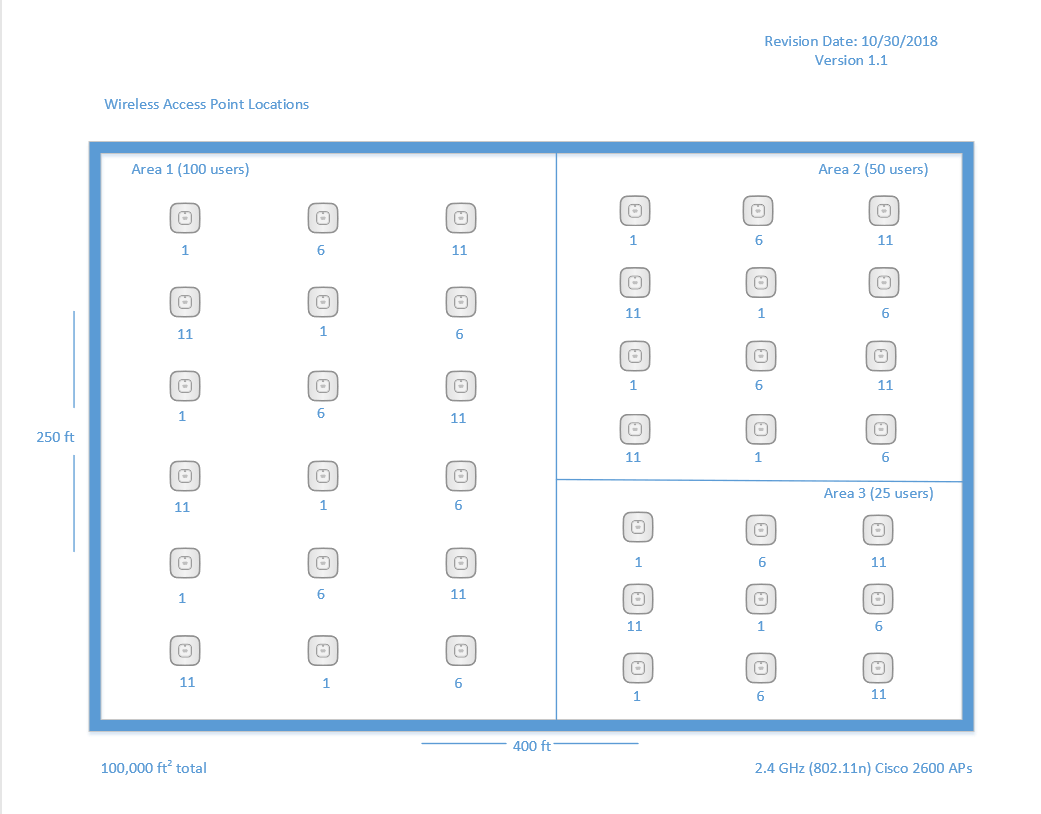 Revision Date: 10/30/2018
Version 1.1
Wireless Access Point Locations
Area 1 (100 users)
1 6 11
11 1 6
1 6 11
11 1 6
1 6 11
11 1 6
Area 2 (50 users)
1 6 11
11 1 6
1 6 11
11 1 6
Area 3 (25 users)
1 6 11
11 1 6
1 6 11
250 ft
400 ft
100,000 ft² total
2.4 GHz (802.11n) Cisco 2600 APs